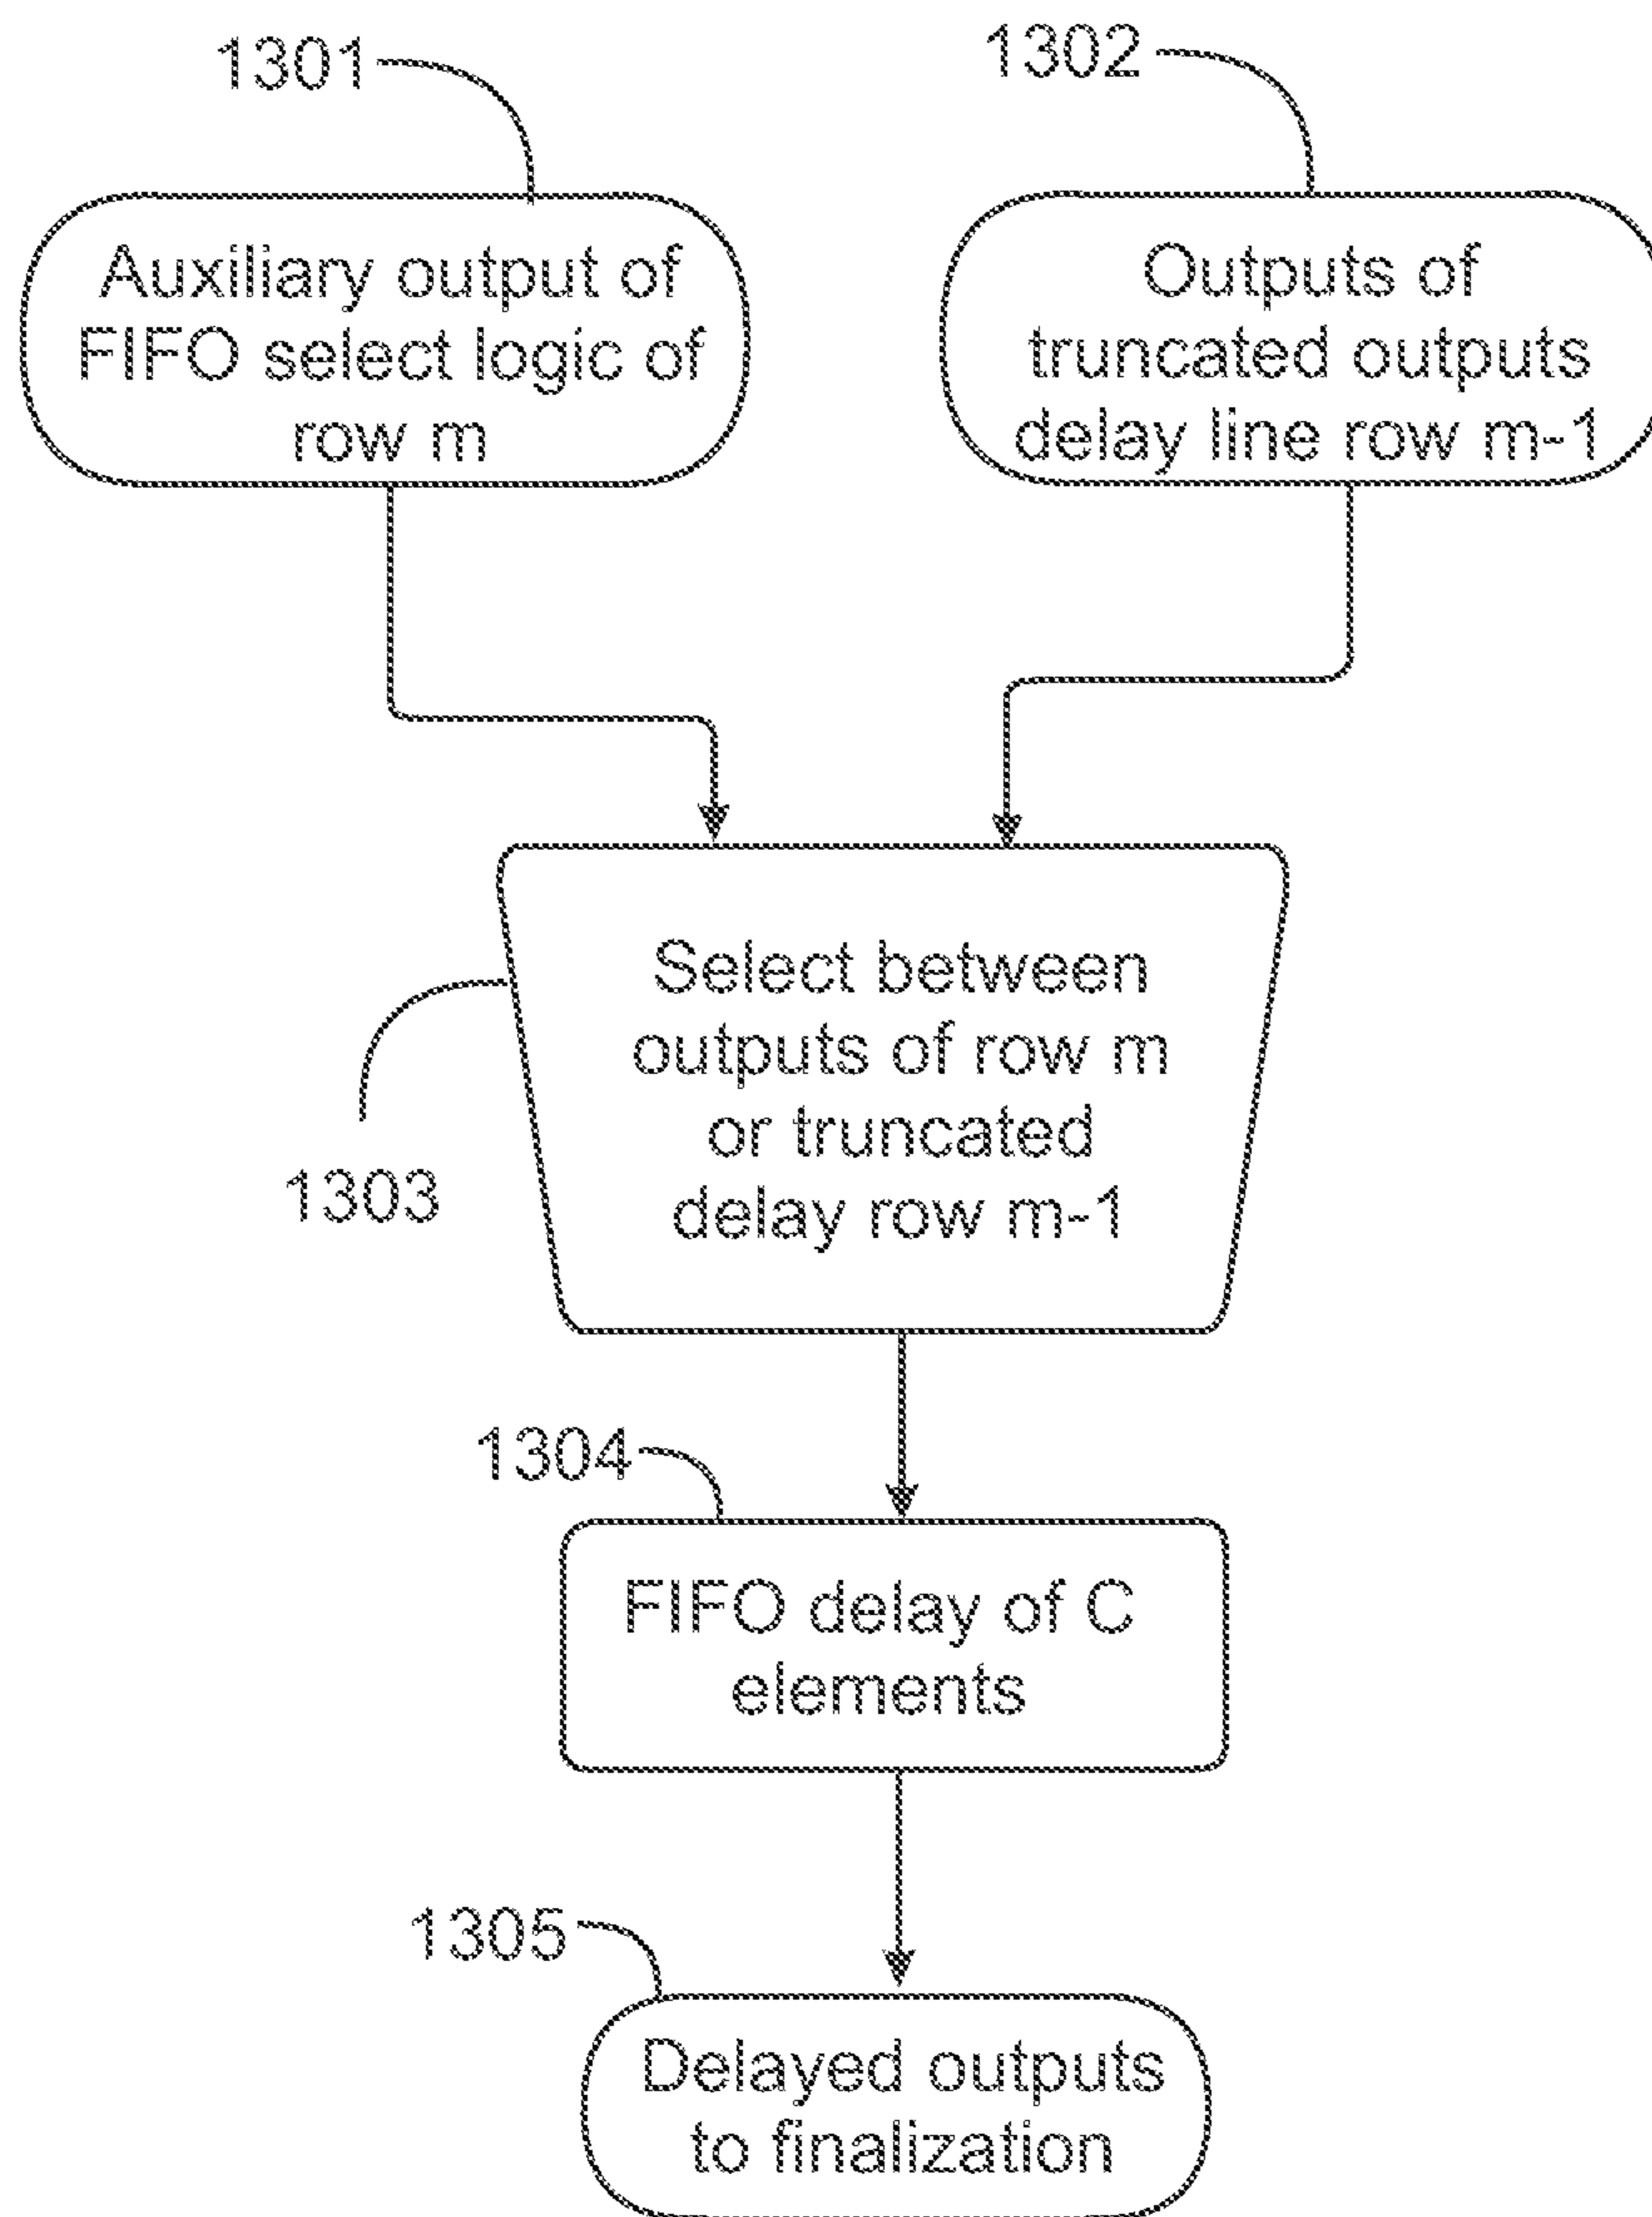 1301
1302
Auxiliary output of
FIFO select logic of
row m
Outputs of
truncated outputs
delay line row m-1
Select between
outputs of row m
or truncated
delay row m-1
1303
1304
FIFO delay of C
elements
1305
Delayed outputs
to finalization